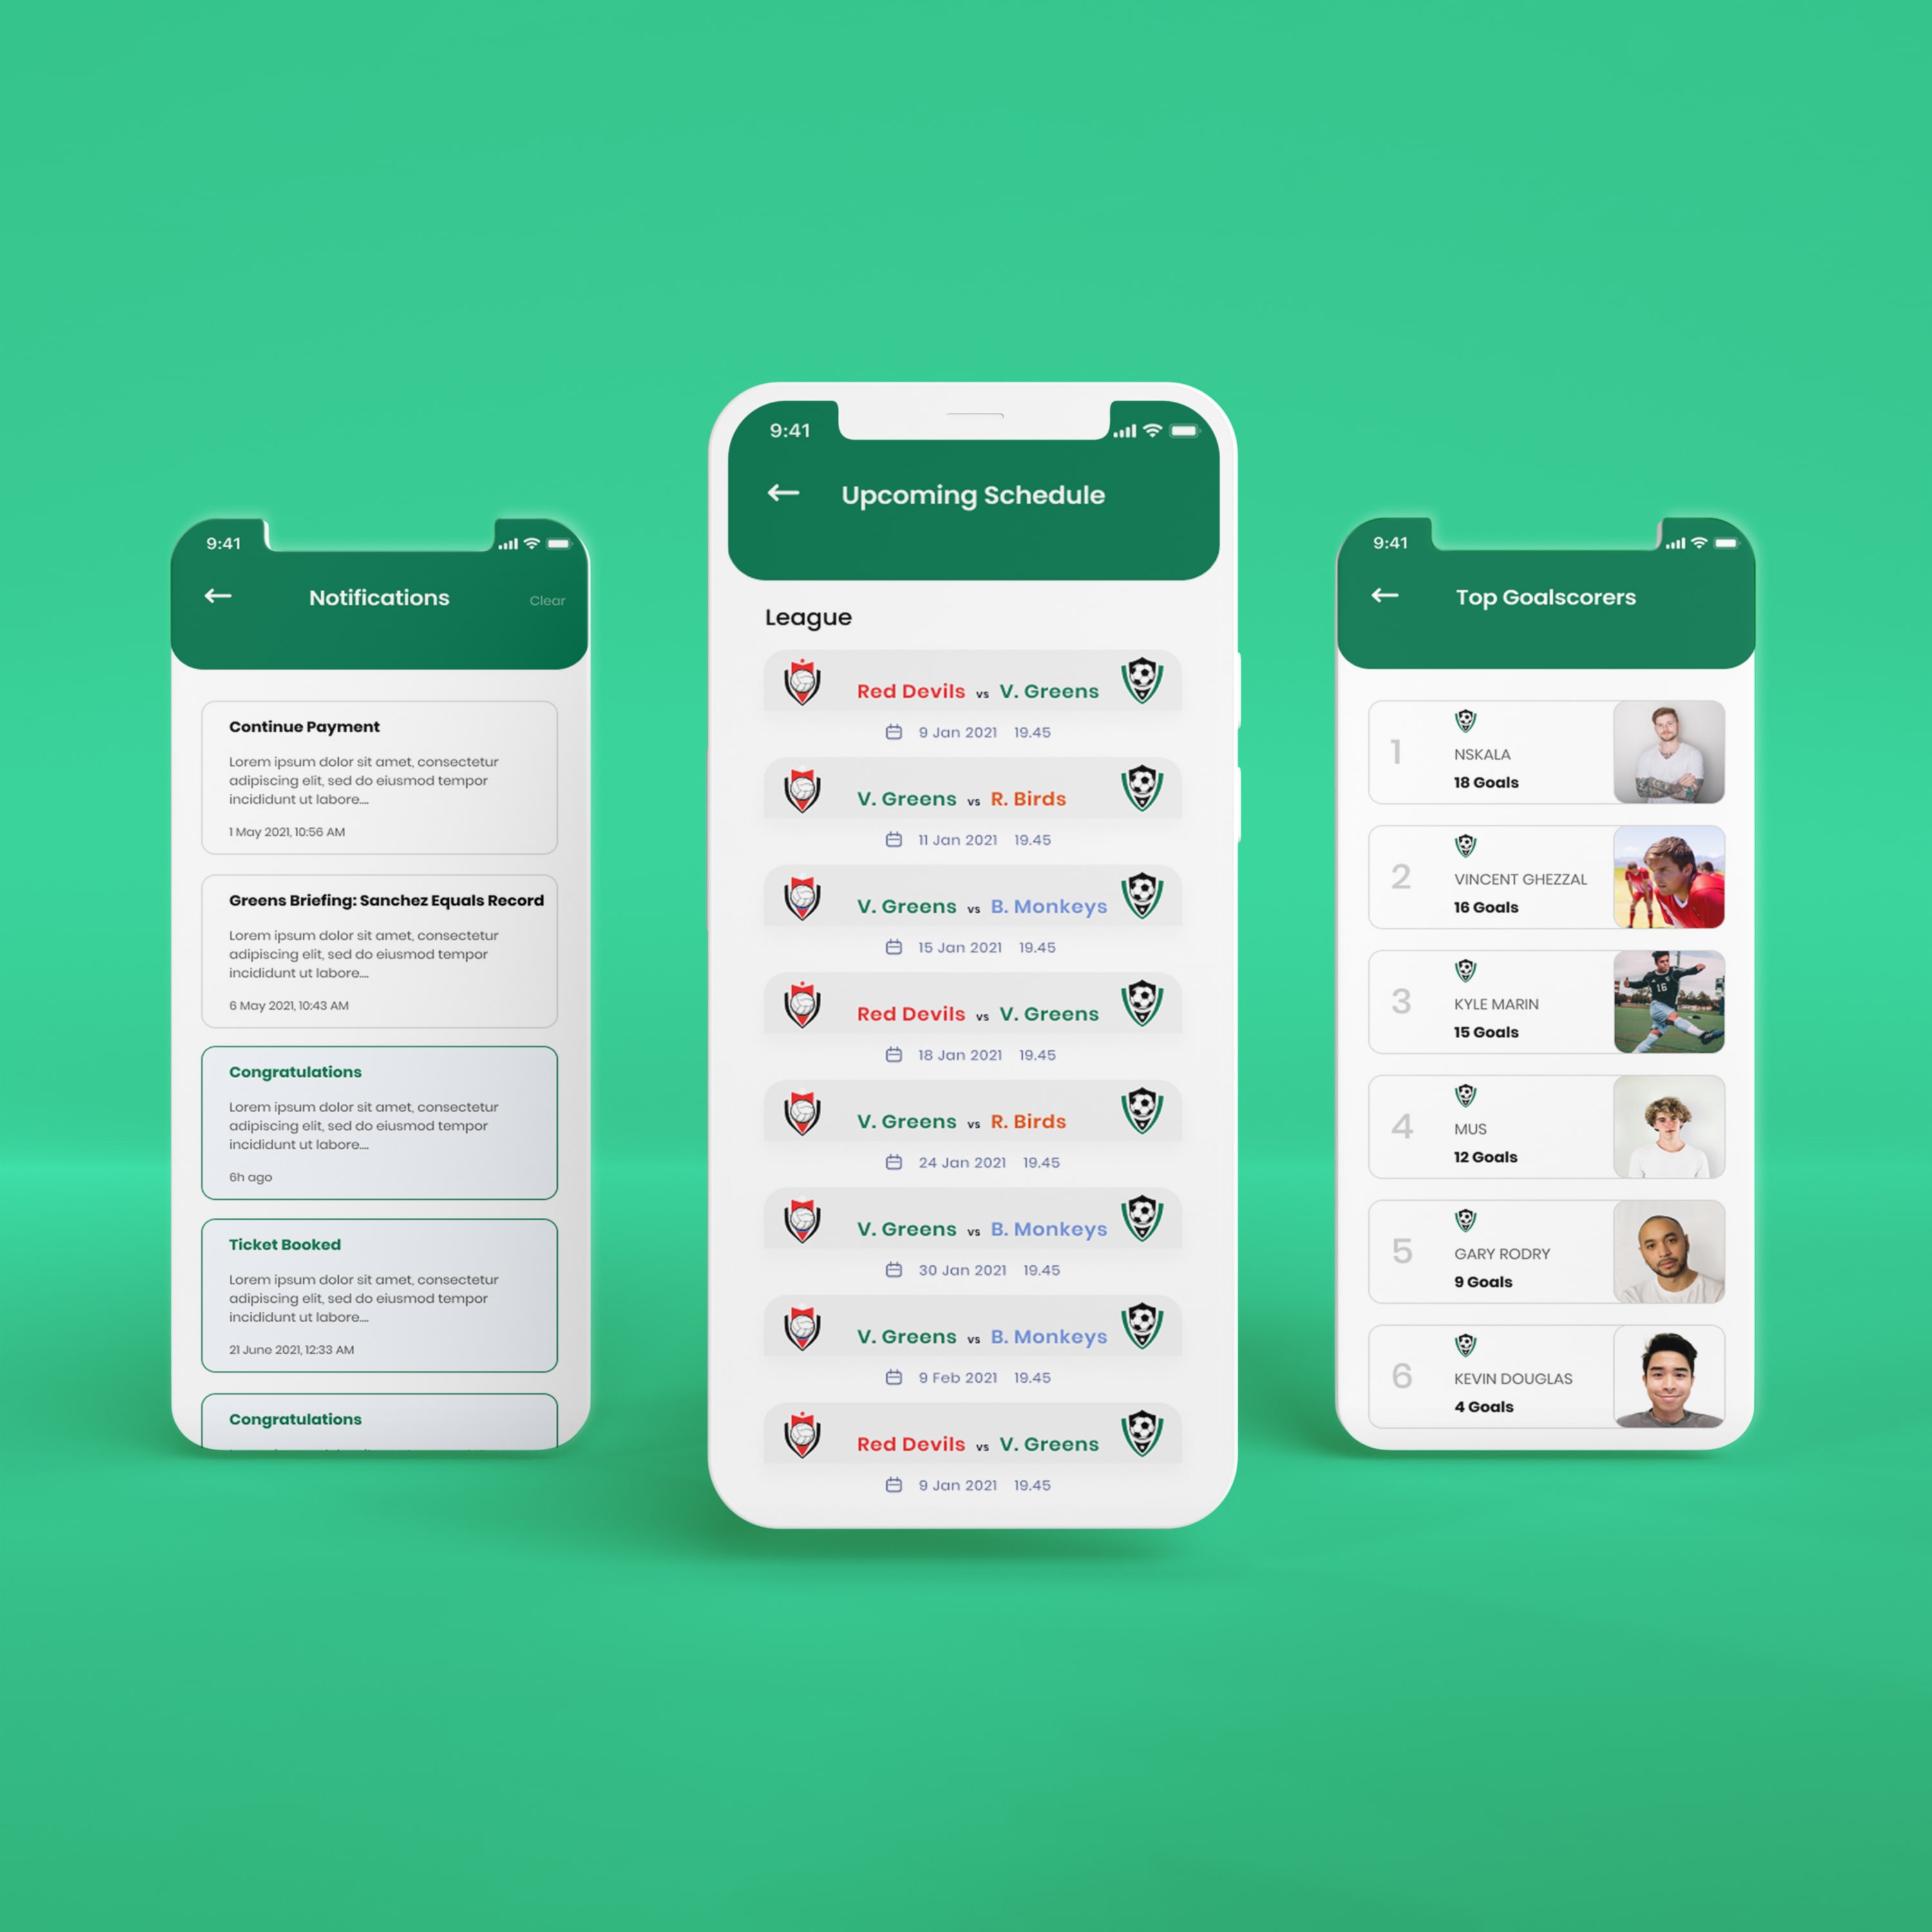 9:41
Notifications
Clear
Continue Payment
Lorem ipsum dolor sit amet, consectetur
adipiscing elit, sed do eiusmod tempor
incididunt ut labore....
1 May 2021, 10:56 AM
Greens Briefing: Sanchez Equals Record
Lorem ipsum dolor sit amet, consectetur
adipiscing elit, sed do eiusmod tempor
incididunt ut labore....
6 May 2021, 10:43 AM
Congratulations
Lorem ipsum dolor sit amet, consectetur
adipiscing elit, sed do eiusmod tempor
incididunt ut labore....
6h ago
Ticket Booked
Lorem ipsum dolor sit amet, consectetur
adipiscing elit, sed do eiusmod tempor
incididunt ut labore....
21 June 2021, 12:33 AM
Congratulations
9:41
Upcoming Schedule
League
Red Devils vs V. Greens
9 Jan 2021 19.45
V. Greens vs R. Birds
11 Jan 2021 19.45
V. Greens vs B. Monkeys
15 Jan 2021 19.45
Red Devils vs V. Greens
18 Jan 2021 19.45
V. Greens vs R. Birds
24 Jan 2021 19.45
V. Greens vs B. Monkeys
30 Jan 2021 19.45
V. Greens vs B. Monkeys
9 Feb 2021 19.45
Red Devils vs V. Greens
9 Jan 2021 19.45
9:41
Top Goalscorers
1
NSKALA
18 Goals
2
VINCENT GHEZZAL
16 Goals
3
KYLE MARIN
15 Goals
16
4
MUS
12 Goals
5
GARY RODRY
9 Goals
6
KEVIN DOUGLAS
4 Goals